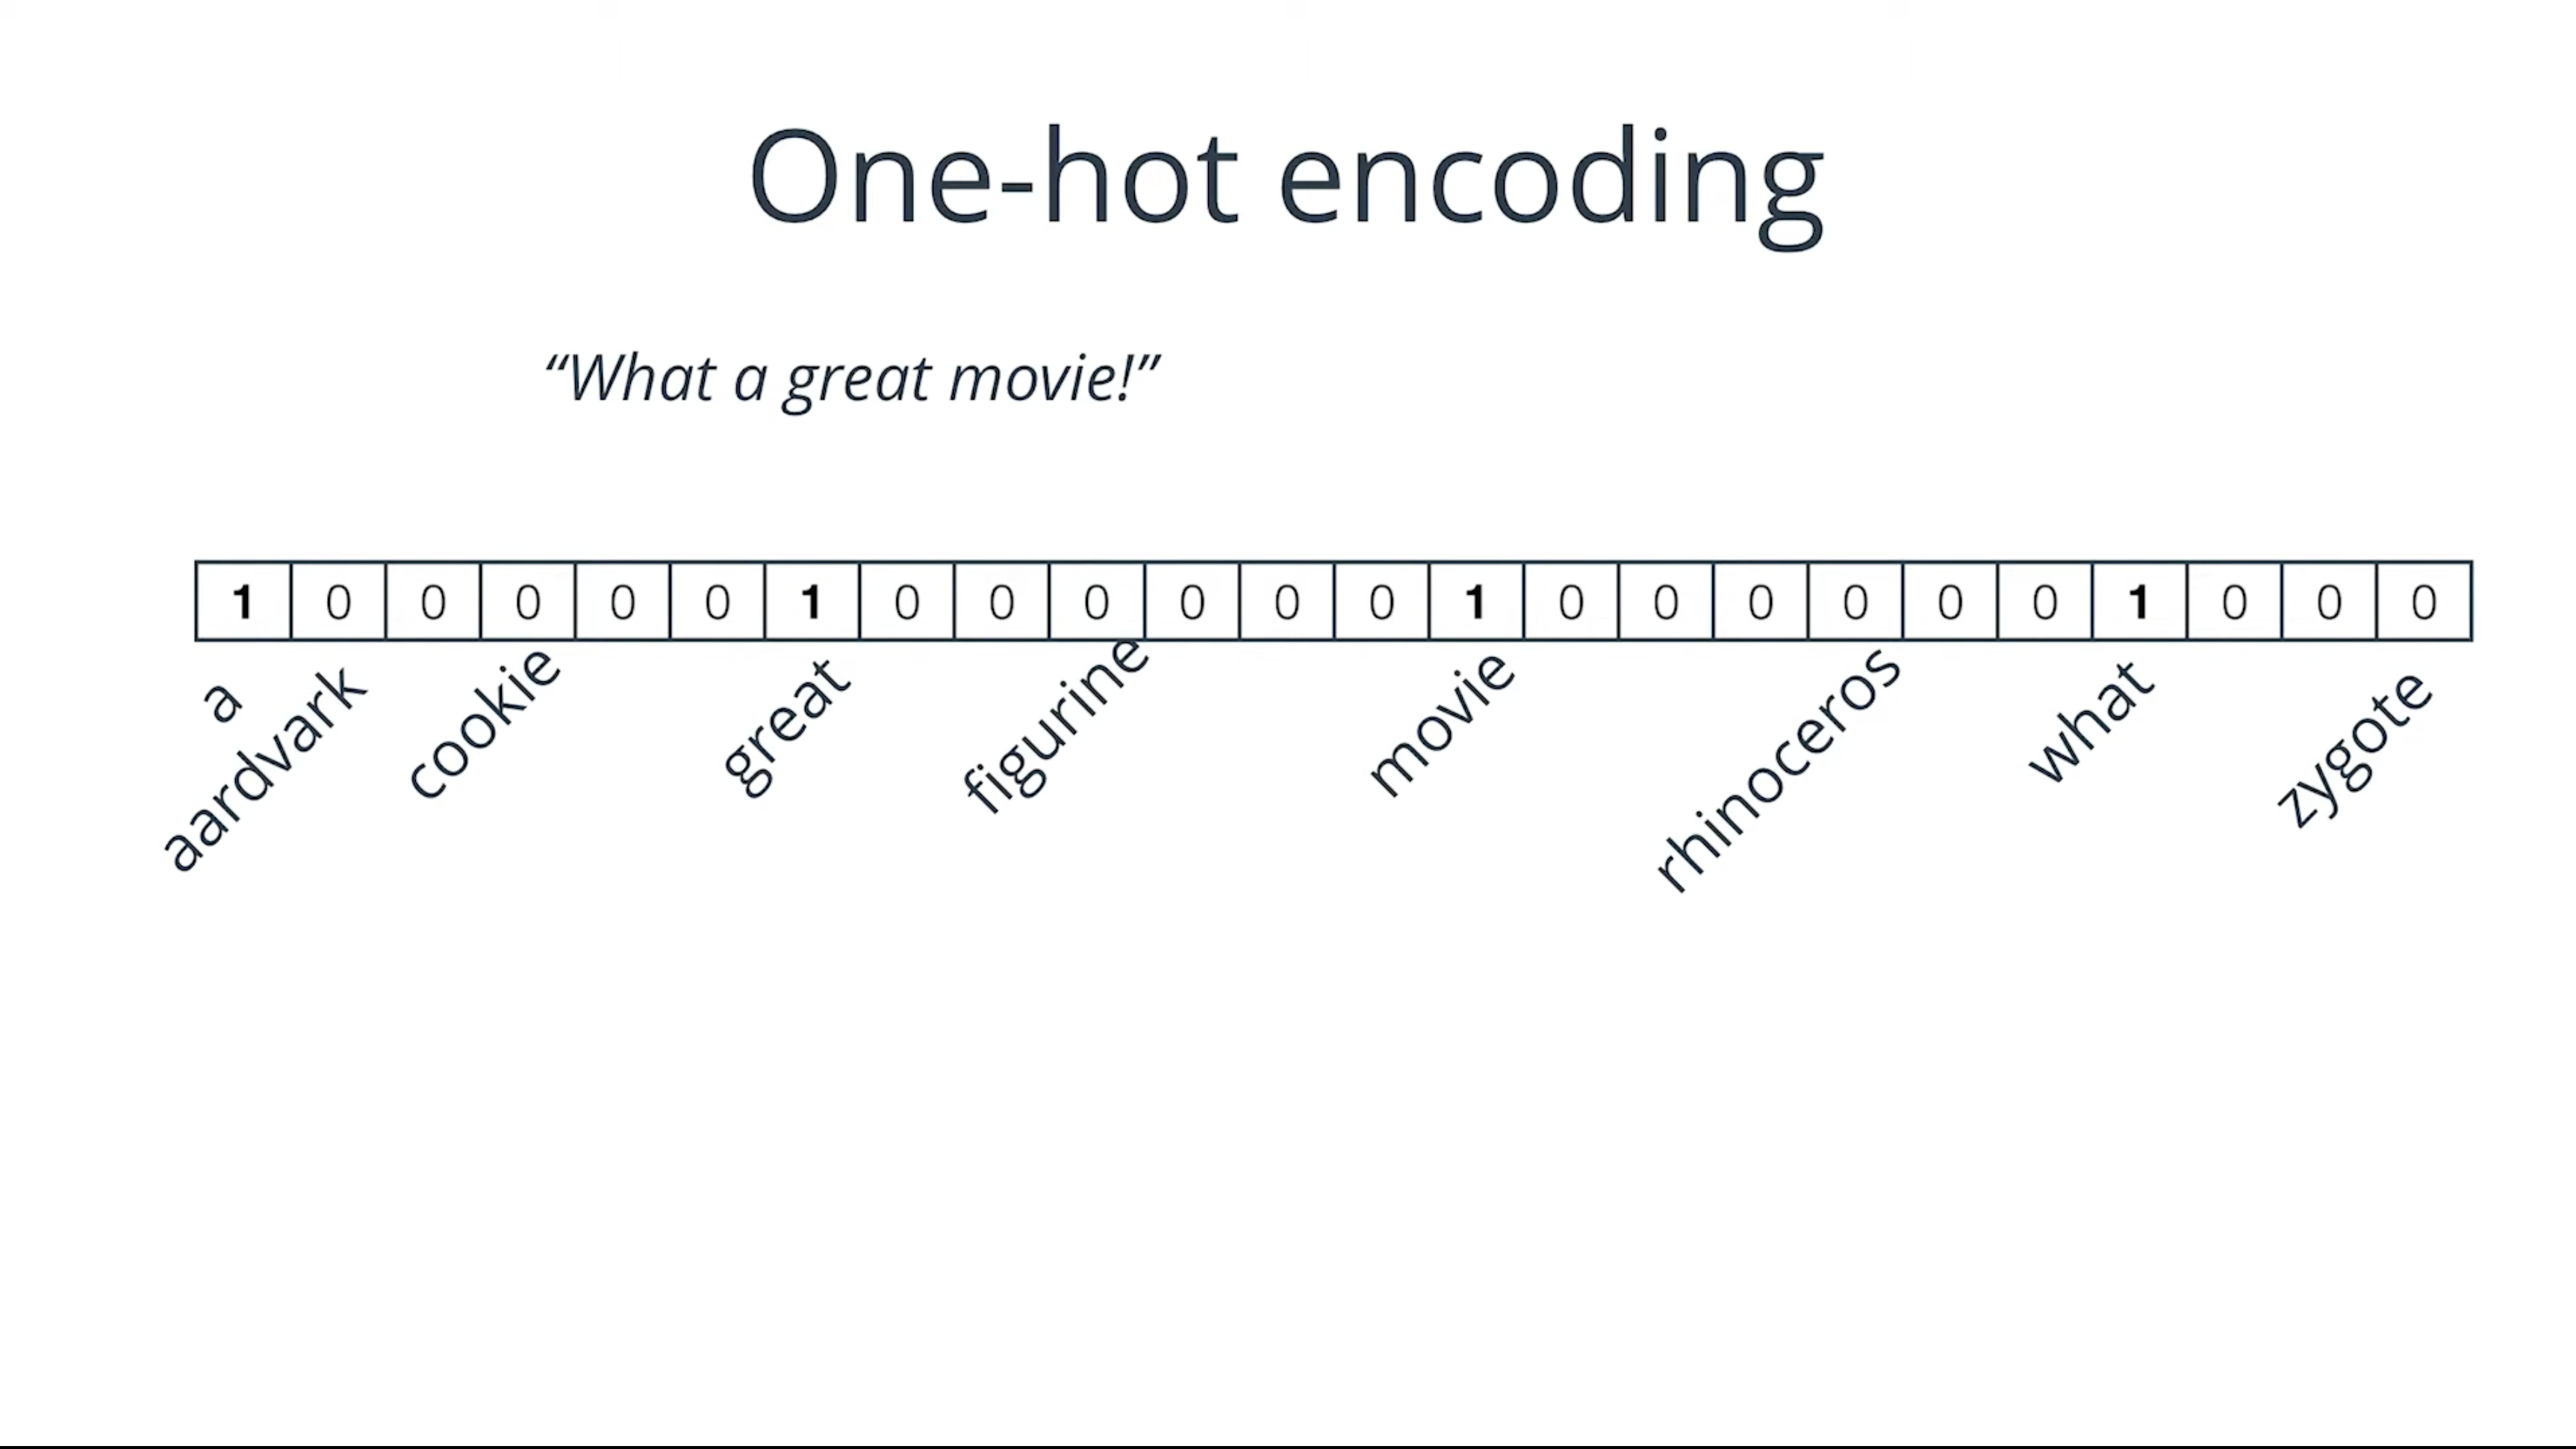 One-hot encoding
“What a great movie!”
1 0 0 0 0 0 1 0 0 0 0 0 0 1 0 0 0 0 0 0 1 0 0 0
a
aardvark
cookie
great
figurine
movie
rhinoceros
what
zygote